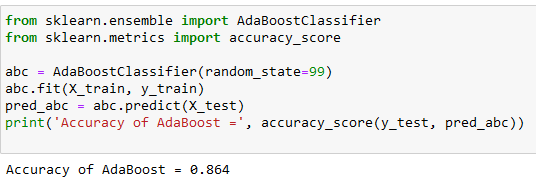 from sklearn.ensemble import AdaBoostClassifier
from sklearn.metrics import accuracy_score
abc = AdaBoostClassifier(random_state=99)
abc.fit(X_train, y_train)
pred_abc = abc.predict(X_test)
print('Accuracy of AdaBoost =', accuracy_score(y_test, pred_abc))
Accuracy of AdaBoost = 0.864